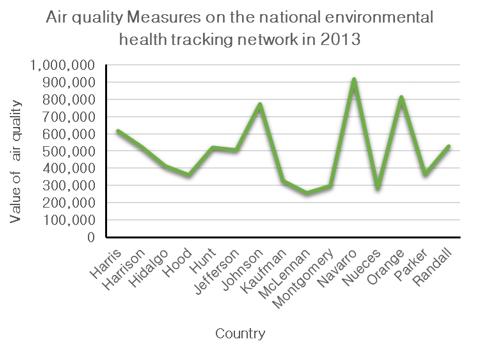 Air quality Measures on the national environmental
health tracking network in 2013
Value of air quality
1,000,000
900,000
800,000
700,000
600,000
500,000
400,000
300,000
200,000
100,000
0
Harris
Harrison
Hidalgo
Hood
Hunt
Jefferson
Johnson
Kaufman
McLennan
Montgomery
Navarro
Nueces
Orange
Parker
Randall
Country